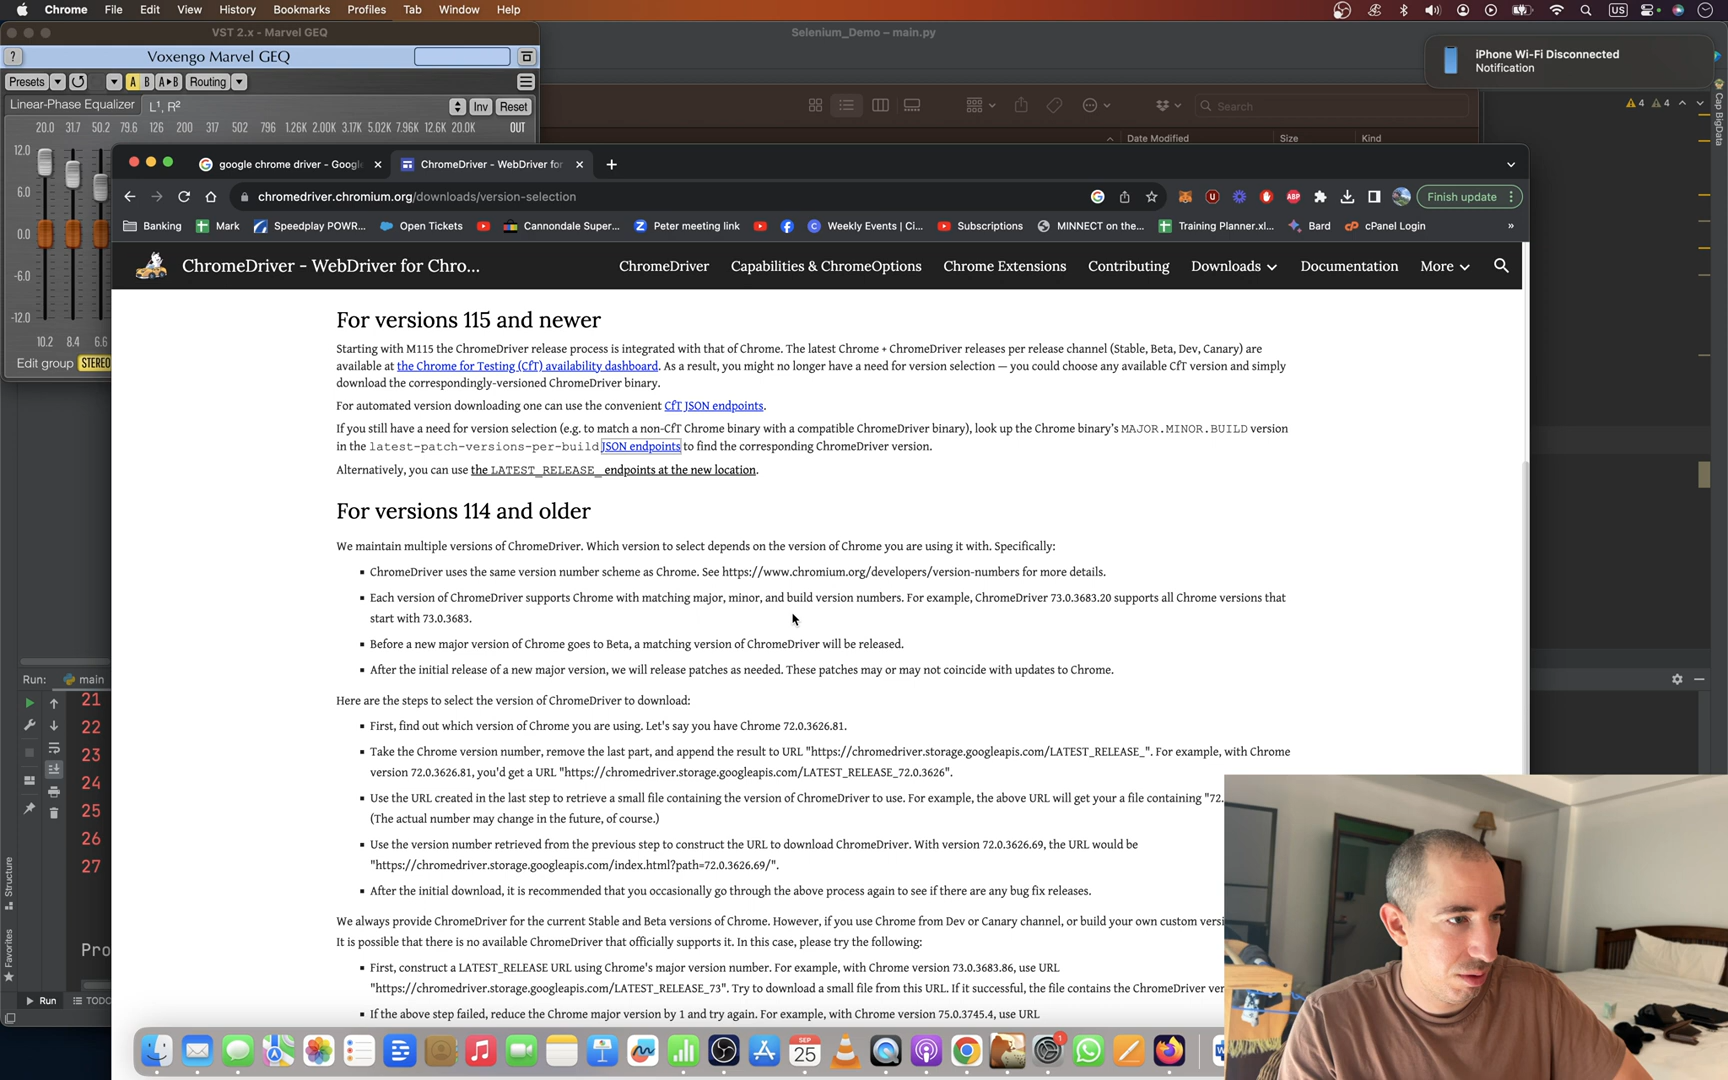 Chrome File Edit View History Bookmarks Profiles Tab Window Help
US
VST 2.x - Marvel GEQ
Selenium_Demo – main.py
? Voxengo Marvel GEQ
iPhone Wi-Fi Disconnected
Notification
Presets A B A▸B Routing
Linear-Phase Equalizer L¹, R² Inv Reset
Search
4 4
Cap BigData
20.0 31.7 50.2 79.6 126 200 317 502 796 1.26K 2.00K 3.17K 5.02K 7.96K 12.6K 20.0K OUT
Date Modified Size Kind
12.0
6.0
0.0
-6.0
-12.0
10.2 8.4 6.6
Edit group STEREO
google chrome driver - Googl
ChromeDriver - WebDriver for
chromedriver.chromium.org/downloads/version-selection
ABP
Finish update
Banking Mark Speedplay POWR... Open Tickets Cannondale Super... Peter meeting link Weekly Events | Ci... Subscriptions MINNECT on the... Training Planner.xl... Bard cPanel Login »
ChromeDriver - WebDriver for Chro...
ChromeDriver Capabilities & ChromeOptions Chrome Extensions Contributing Downloads Documentation More
For versions 115 and newer
Starting with M115 the ChromeDriver release process is integrated with that of Chrome. The latest Chrome + ChromeDriver releases per release channel (Stable, Beta, Dev, Canary) are
available at the Chrome for Testing (CfT) availability dashboard. As a result, you might no longer have a need for version selection — you could choose any available CfT version and simply
download the correspondingly-versioned ChromeDriver binary.
For automated version downloading one can use the convenient CfT JSON endpoints.
If you still have a need for version selection (e.g. to match a non-CfT Chrome binary with a compatible ChromeDriver binary), look up the Chrome binary's MAJOR.MINOR.BUILD version
in the latest-patch-versions-per-build JSON endpoints to find the corresponding ChromeDriver version.
Alternatively, you can use the LATEST_RELEASE_ endpoints at the new location.
For versions 114 and older
We maintain multiple versions of ChromeDriver. Which version to select depends on the version of Chrome you are using it with. Specifically:
▪ ChromeDriver uses the same version number scheme as Chrome. See https://www.chromium.org/developers/version-numbers for more details.
▪ Each version of ChromeDriver supports Chrome with matching major, minor, and build version numbers. For example, ChromeDriver 73.0.3683.20 supports all Chrome versions that
start with 73.0.3683.
▪ Before a new major version of Chrome goes to Beta, a matching version of ChromeDriver will be released.
▪ After the initial release of a new major version, we will release patches as needed. These patches may or may not coincide with updates to Chrome.
Here are the steps to select the version of ChromeDriver to download:
▪ First, find out which version of Chrome you are using. Let's say you have Chrome 72.0.3626.81.
▪ Take the Chrome version number, remove the last part, and append the result to URL "https://chromedriver.storage.googleapis.com/LATEST_RELEASE_". For example, with Chrome
version 72.0.3626.81, you'd get a URL "https://chromedriver.storage.googleapis.com/LATEST_RELEASE_72.0.3626".
▪ Use the URL created in the last step to retrieve a small file containing the version of ChromeDriver to use. For example, the above URL will get your a file containing "72.
(The actual number may change in the future, of course.)
▪ Use the version number retrieved from the previous step to construct the URL to download ChromeDriver. With version 72.0.3626.69, the URL would be
"https://chromedriver.storage.googleapis.com/index.html?path=72.0.3626.69/".
▪ After the initial download, it is recommended that you occasionally go through the above process again to see if there are any bug fix releases.
We always provide ChromeDriver for the current Stable and Beta versions of Chrome. However, if you use Chrome from Dev or Canary channel, or build your own custom versi
It is possible that there is no available ChromeDriver that officially supports it. In this case, please try the following:
▪ First, construct a LATEST_RELEASE URL using Chrome's major version number. For example, with Chrome version 73.0.3683.86, use URL
"https://chromedriver.storage.googleapis.com/LATEST_RELEASE_73". Try to download a small file from this URL. If it successful, the file contains the ChromeDriver ver
▪ If the above step failed, reduce the Chrome major version by 1 and try again. For example, with Chrome version 75.0.3745.4, use URL
Run: main
21
22
23
24
25
26
27
Pro
Structure
Favorites
Run TODO
SEP
25
1